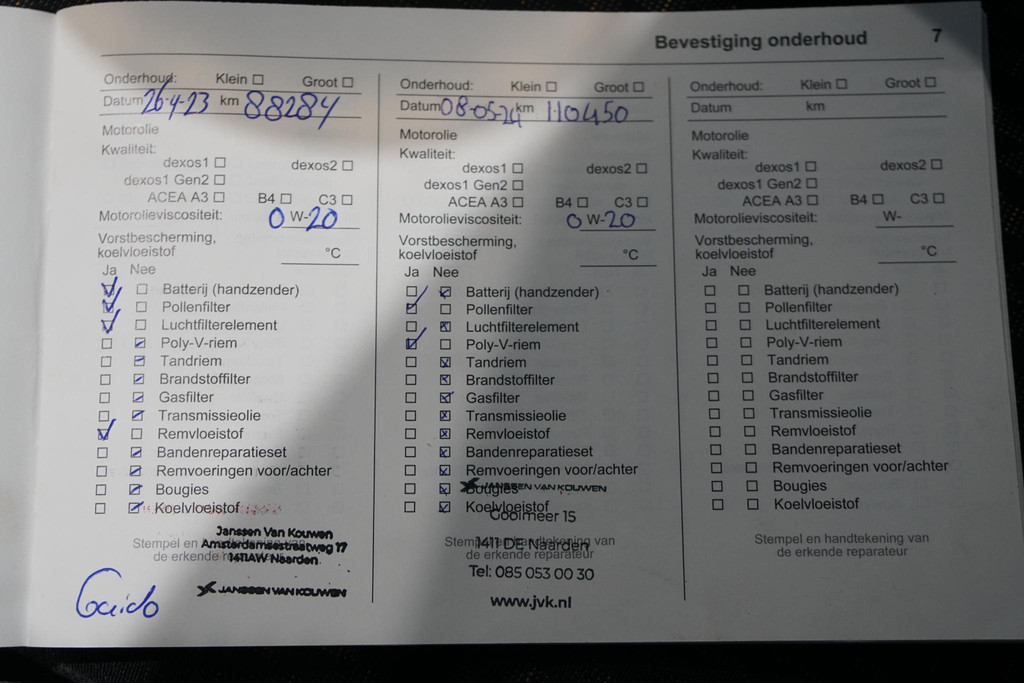 Bevestiging onderhoud 7
Onderhoud: Klein Groot
Datum 26-4-23 km 88284
Motorolie
Kwaliteit:
dexos1 dexos2
dexos1 Gen2
ACEA A3 B4 C3
Motorolieviscositeit: 0 W-20
Vorstbescherming,
koelvloeistof °C
Ja Nee
Batterij (handzender)
Pollenfilter
Luchtfilterelement
Poly-V-riem
Tandriem
Brandstoffilter
Gasfilter
Transmissieolie
Remvloeistof
Bandenreparatieset
Remvoeringen voor/achter
Bougies
Koelvloeistof
Janssen Van Kouwen
Stempel en handtekening van
Amsterdamsestraatweg 17
de erkende reparateur
1411AW Naarden
JANSSEN VAN KOUWEN
Guido
Onderhoud: Klein Groot
Datum 08-05-24 km 110450
Motorolie
Kwaliteit:
dexos1 dexos2
dexos1 Gen2
ACEA A3 B4 C3
Motorolieviscositeit: 0 W-20
Vorstbescherming,
koelvloeistof °C
Ja Nee
Batterij (handzender)
Pollenfilter
Luchtfilterelement
Poly-V-riem
Tandriem
Brandstoffilter
Gasfilter
Transmissieolie
Remvloeistof
Bandenreparatieset
Remvoeringen voor/achter
JANSSEN VAN KOUWEN
Bougies
Koelvloeistof
Gooimeer 15
Stempel en handtekening van
1411 DE Naarden
de erkende reparateur
Tel: 085 053 00 30
www.jvk.nl
Onderhoud: Klein Groot
Datum km
Motorolie
Kwaliteit:
dexos1 dexos2
dexos1 Gen2
ACEA A3 B4 C3
Motorolieviscositeit: W-
Vorstbescherming,
koelvloeistof °C
Ja Nee
Batterij (handzender)
Pollenfilter
Luchtfilterelement
Poly-V-riem
Tandriem
Brandstoffilter
Gasfilter
Transmissieolie
Remvloeistof
Bandenreparatieset
Remvoeringen voor/achter
Bougies
Koelvloeistof
Stempel en handtekening van
de erkende reparateur